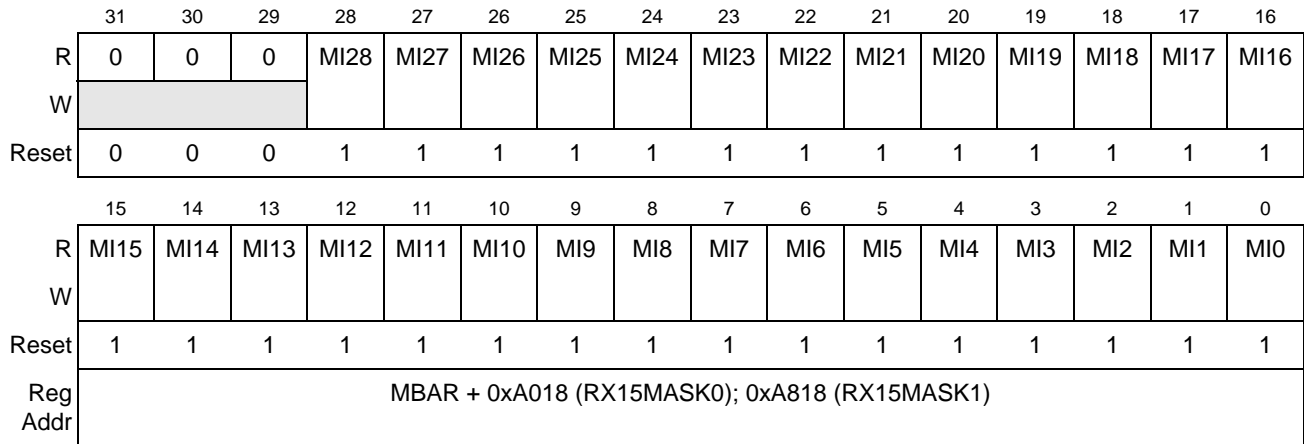 31 30 29 28 27 26 25 24 23 22 21 20 19 18 17 16
R 0 0 0 MI28 MI27 MI26 MI25 MI24 MI23 MI22 MI21 MI20 MI19 MI18 MI17 MI16
W
Reset 0 0 0 1 1 1 1 1 1 1 1 1 1 1 1 1
15 14 13 12 11 10 9 8 7 6 5 4 3 2 1 0
R MI15 MI14 MI13 MI12 MI11 MI10 MI9 MI8 MI7 MI6 MI5 MI4 MI3 MI2 MI1 MI0
W
Reset 1 1 1 1 1 1 1 1 1 1 1 1 1 1 1 1
Reg Addr MBAR + 0xA018 (RX15MASK0); 0xA818 (RX15MASK1)